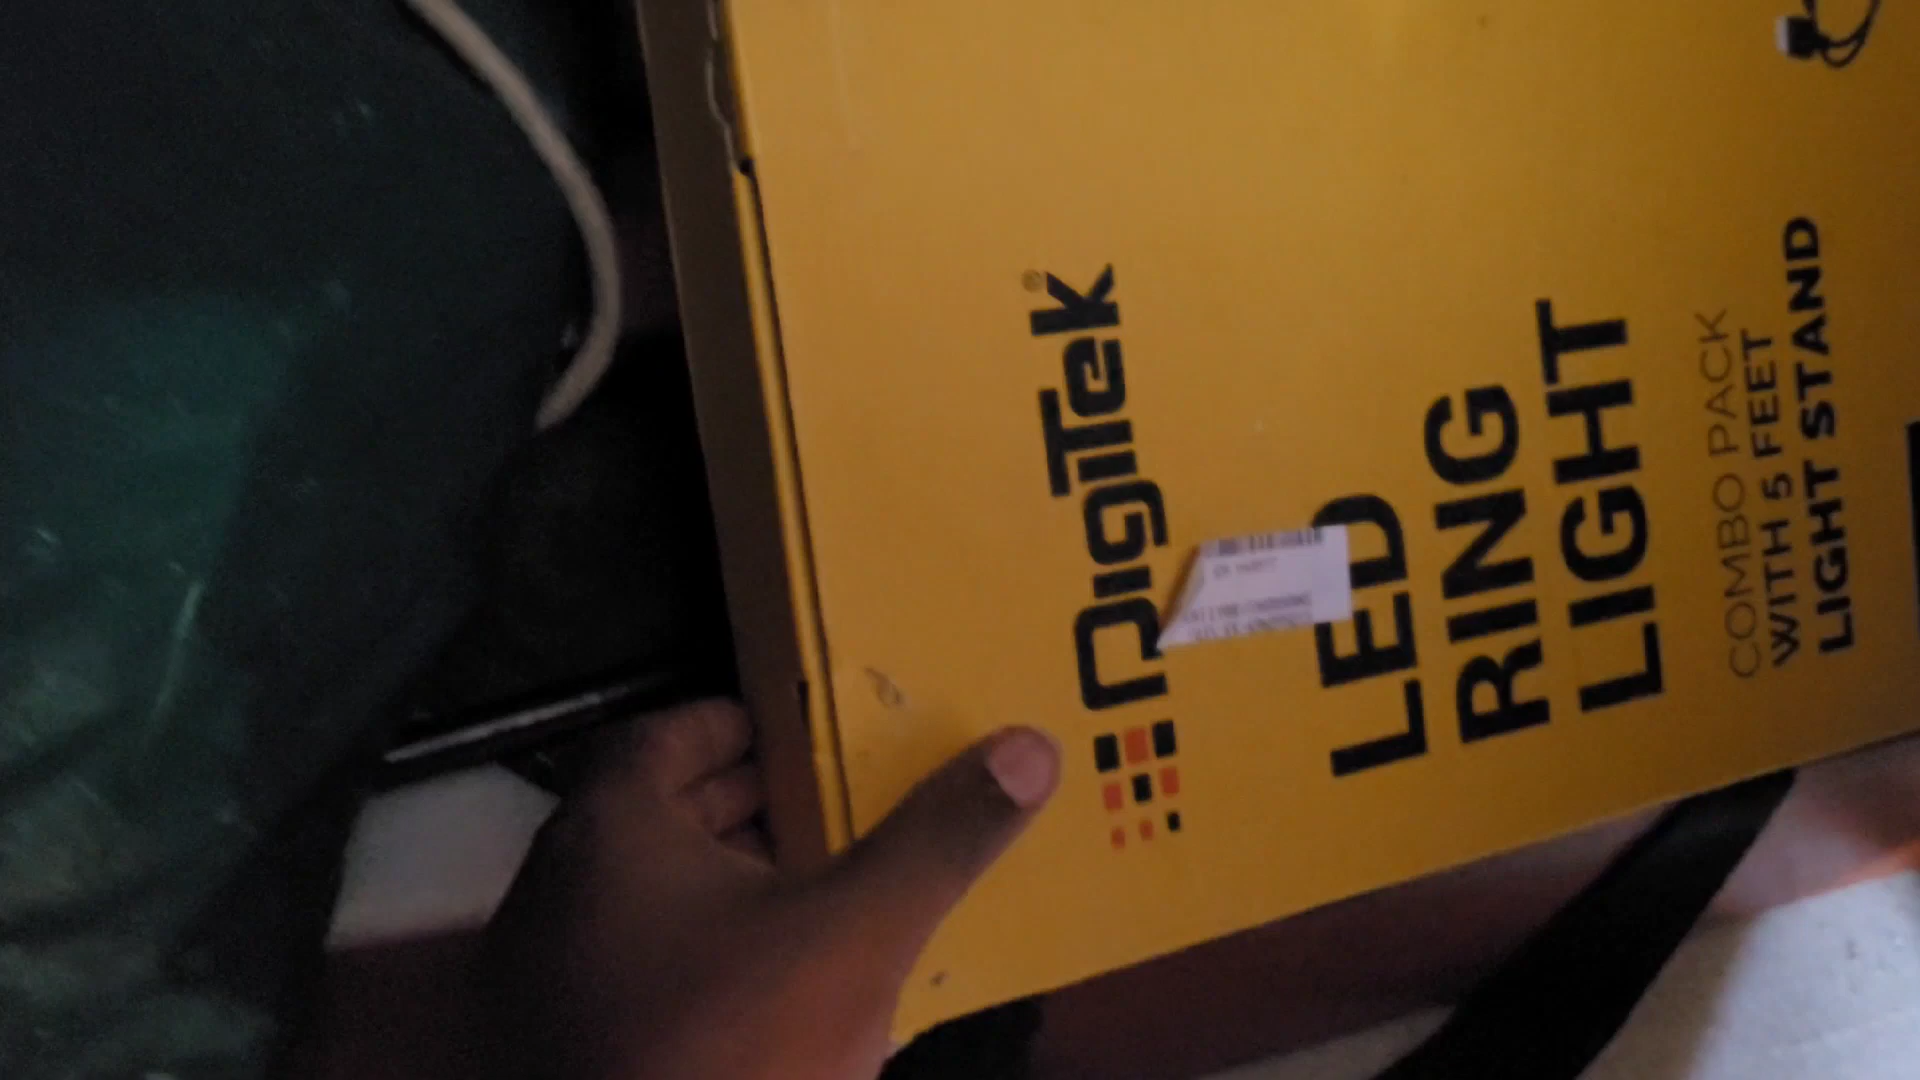 DIGITEK®
LED
RING
LIGHT
COMBO PACK
WITH 5 FEET
LIGHT STAND